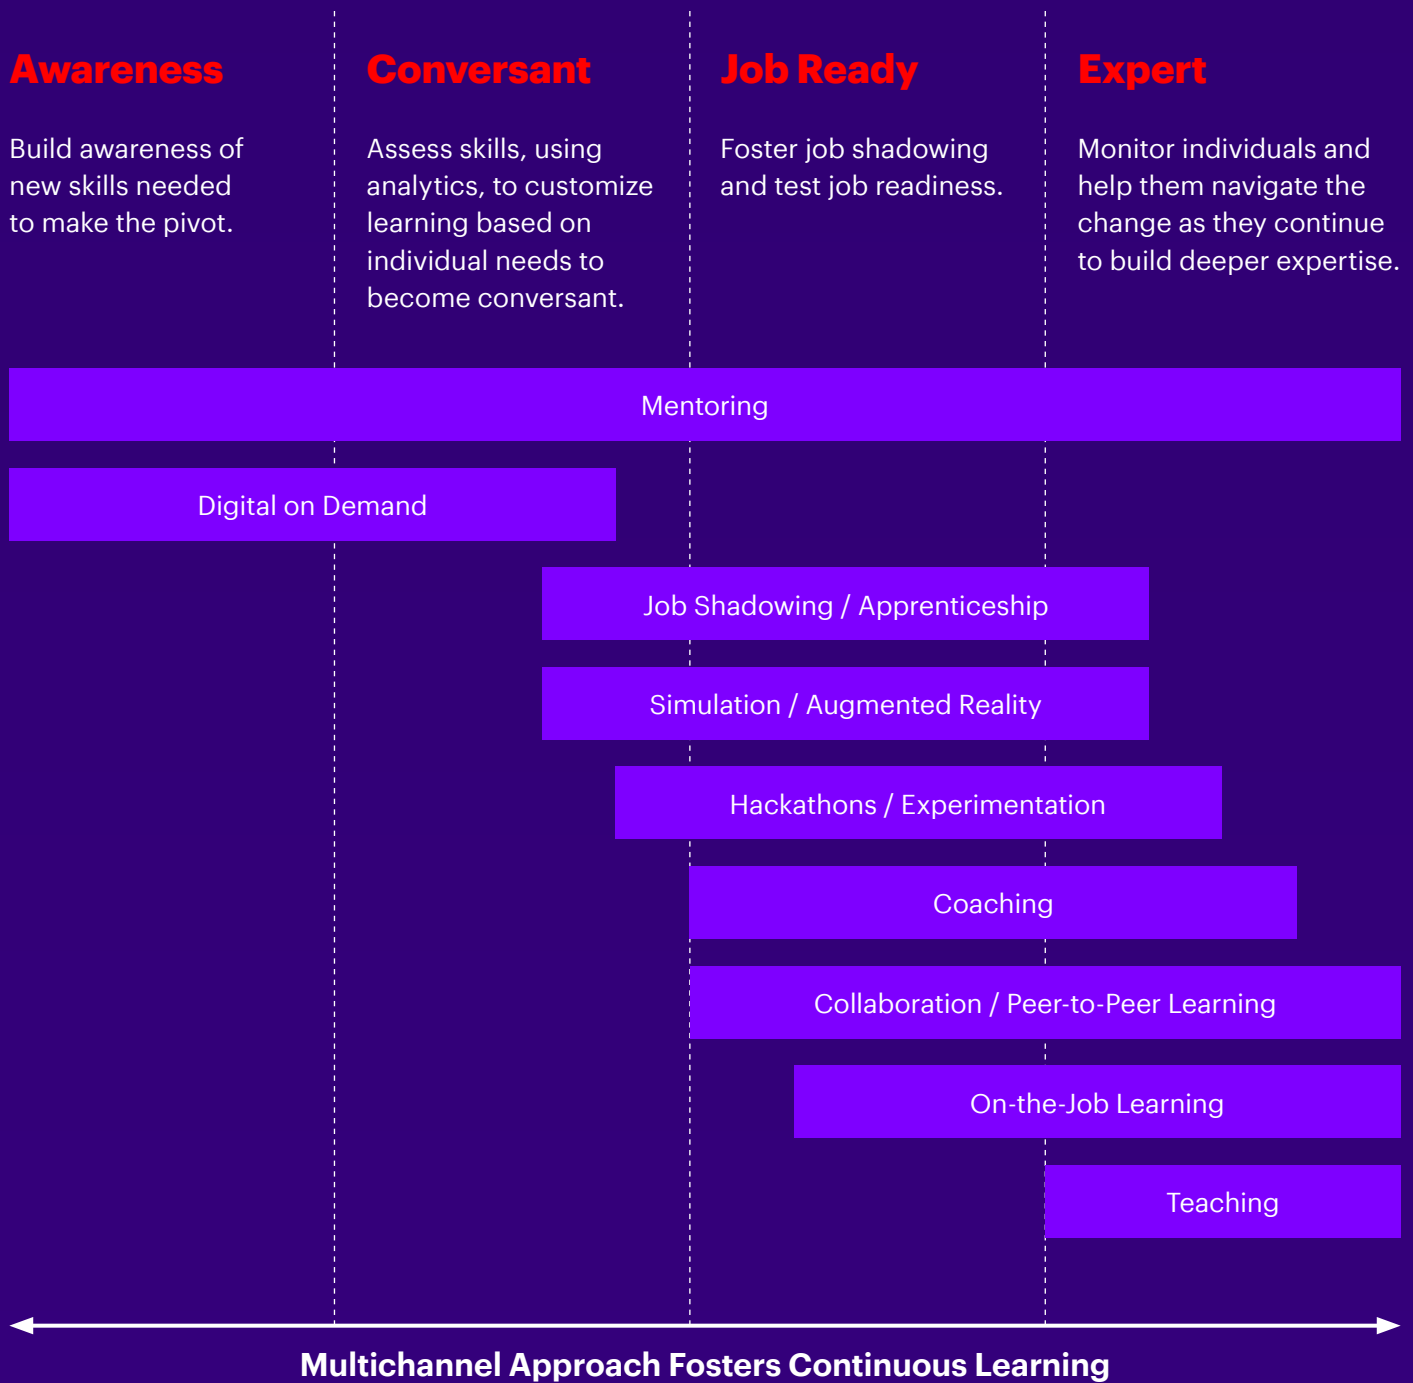 Awareness
Build awareness of
new skills needed
to make the pivot.
Conversant
Assess skills, using
analytics, to customize
learning based on
individual needs to
become conversant.
Job Ready
Foster job shadowing
and test job readiness.
Expert
Monitor individuals and
help them navigate the
change as they continue
to build deeper expertise.
Mentoring
Digital on Demand
Job Shadowing / Apprenticeship
Simulation / Augmented Reality
Hackathons / Experimentation
Coaching
Collaboration / Peer-to-Peer Learning
On-the-Job Learning
Teaching
Multichannel Approach Fosters Continuous Learning